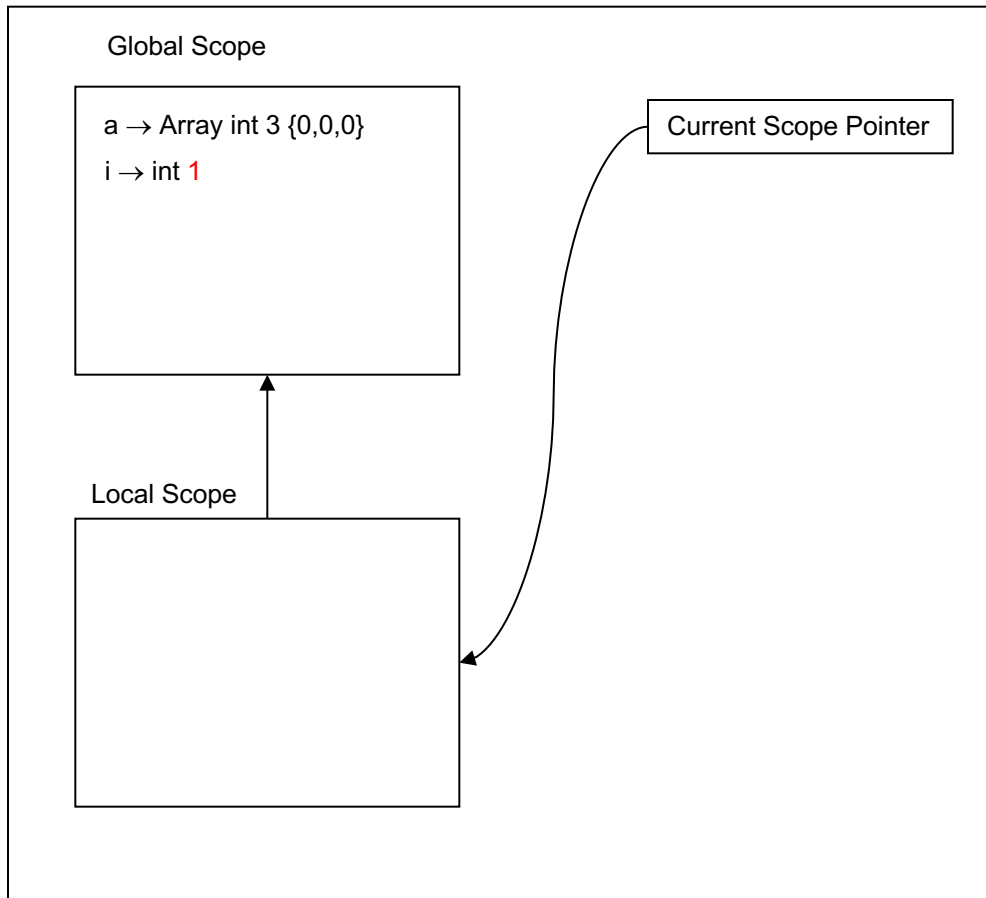 Global Scope
a → Array int 3 {0,0,0}
i → int 1
Current Scope Pointer
Local Scope